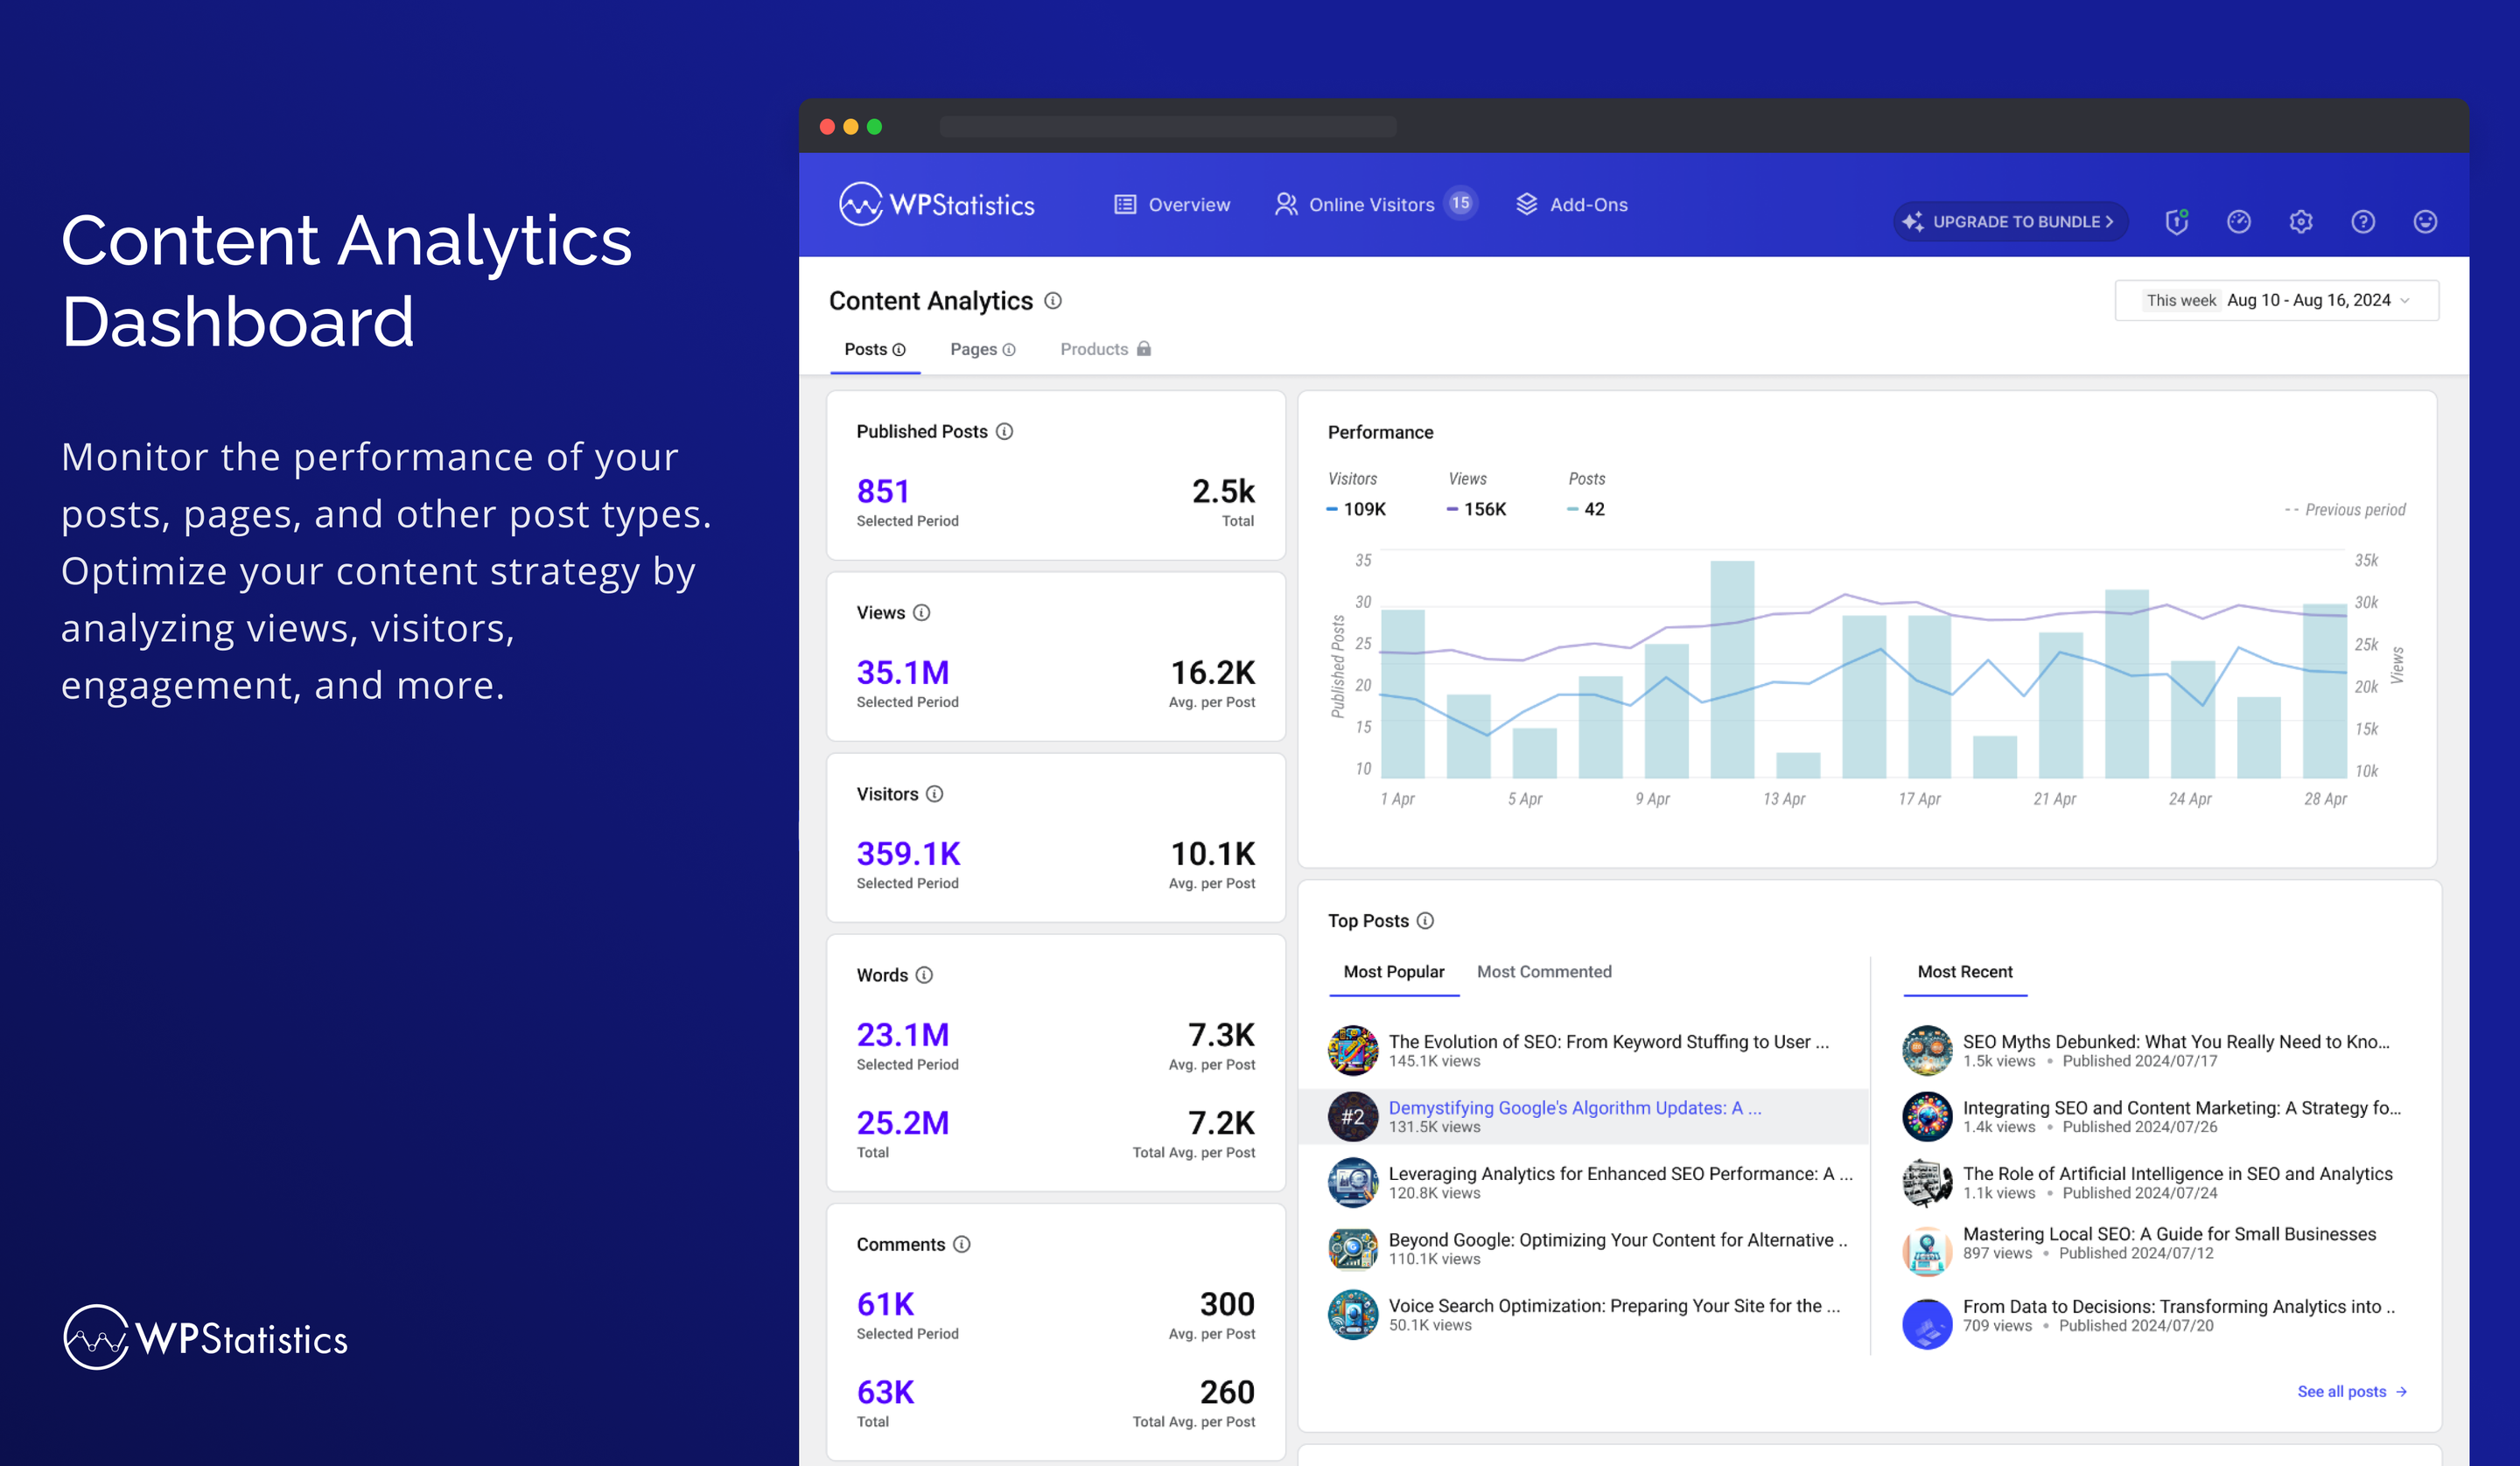 Content Analytics
Dashboard
Monitor the performance of your
posts, pages, and other post types.
Optimize your content strategy by
analyzing views, visitors,
engagement, and more.
WPStatistics
WPStatistics
Overview
Online Visitors 15
Add-Ons
UPGRADE TO BUNDLE
Content Analytics
This week Aug 10 - Aug 16, 2024
Posts
Pages
Products
Published Posts
851 2.5k
Selected Period Total
Views
35.1M 16.2K
Selected Period Avg. per Post
Visitors
359.1K 10.1K
Selected Period Avg. per Post
Words
23.1M 7.3K
Selected Period Avg. per Post
25.2M 7.2K
Total Total Avg. per Post
Comments
61K 300
Selected Period Avg. per Post
63K 260
Total Total Avg. per Post
Performance
Visitors Views Posts
109K 156K 42
-- Previous period
Published Posts
35
30
25
20
15
10
35k
30k
25k
20k
15k
10k
Views
1 Apr 5 Apr 9 Apr 13 Apr 17 Apr 21 Apr 24 Apr 28 Apr
Top Posts
Most Popular Most Commented
The Evolution of SEO: From Keyword Stuffing to User ...
145.1K views
#2
Demystifying Google's Algorithm Updates: A ...
131.5K views
Leveraging Analytics for Enhanced SEO Performance: A ...
120.8K views
Beyond Google: Optimizing Your Content for Alternative ..
110.1K views
Voice Search Optimization: Preparing Your Site for the ...
50.1K views
Most Recent
SEO Myths Debunked: What You Really Need to Kno...
1.5k views • Published 2024/07/17
Integrating SEO and Content Marketing: A Strategy fo...
1.4k views • Published 2024/07/26
The Role of Artificial Intelligence in SEO and Analytics
1.1k views • Published 2024/07/24
Mastering Local SEO: A Guide for Small Businesses
897 views • Published 2024/07/12
From Data to Decisions: Transforming Analytics into ..
709 views • Published 2024/07/20
See all posts →